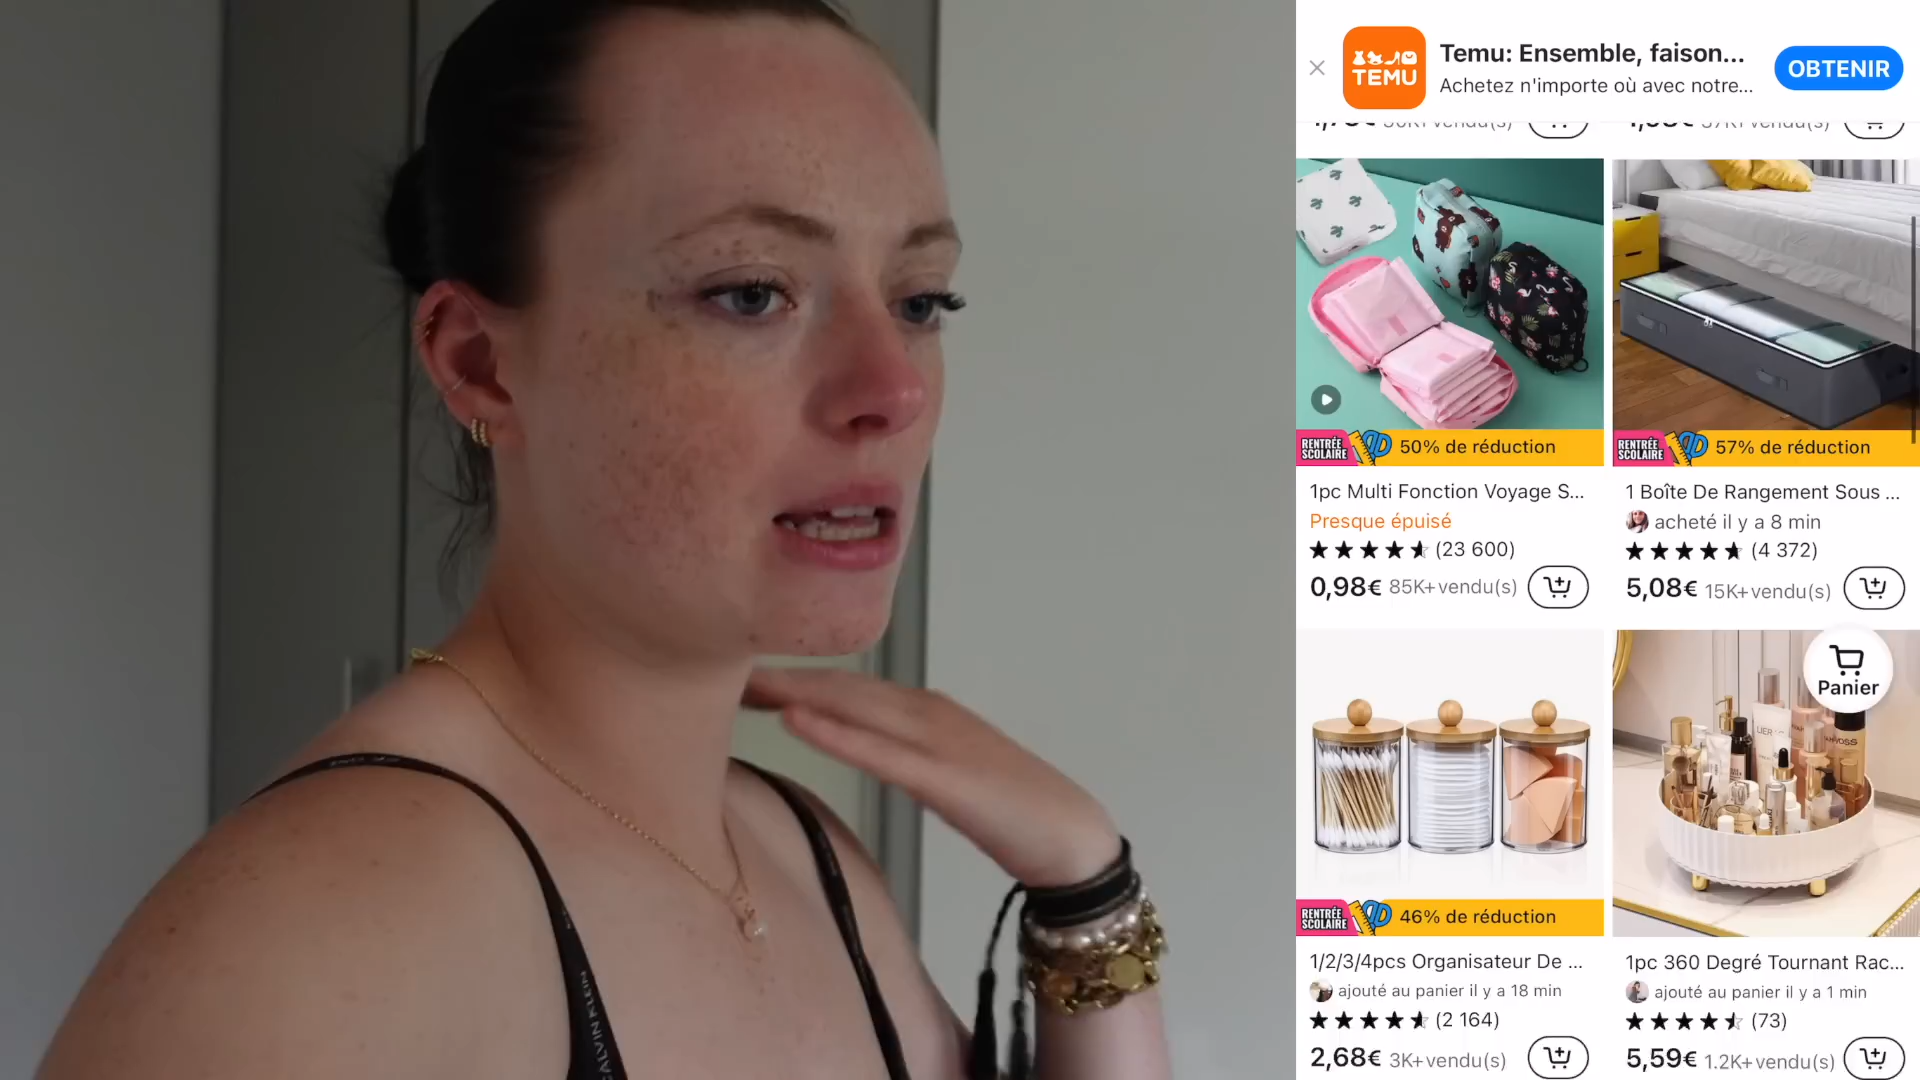 Temu: Ensemble, faison...
Achetez n'importe où avec notre...
OBTENIR
TEMU
RENTRÉE SCOLAIRE 50% de réduction
RENTRÉE SCOLAIRE 57% de réduction
1pc Multi Fonction Voyage S...
Presque épuisé
(23 600)
0,98€ 85K+vendu(s)
1 Boîte De Rangement Sous ...
acheté il y a 8 min
(4 372)
5,08€ 15K+vendu(s)
Panier
RENTRÉE SCOLAIRE 46% de réduction
1/2/3/4pcs Organisateur De ...
ajouté au panier il y a 18 min
(2 164)
2,68€ 3K+vendu(s)
1pc 360 Degré Tournant Rac...
ajouté au panier il y a 1 min
(73)
5,59€ 1.2K+vendu(s)
CALVIN KLEIN